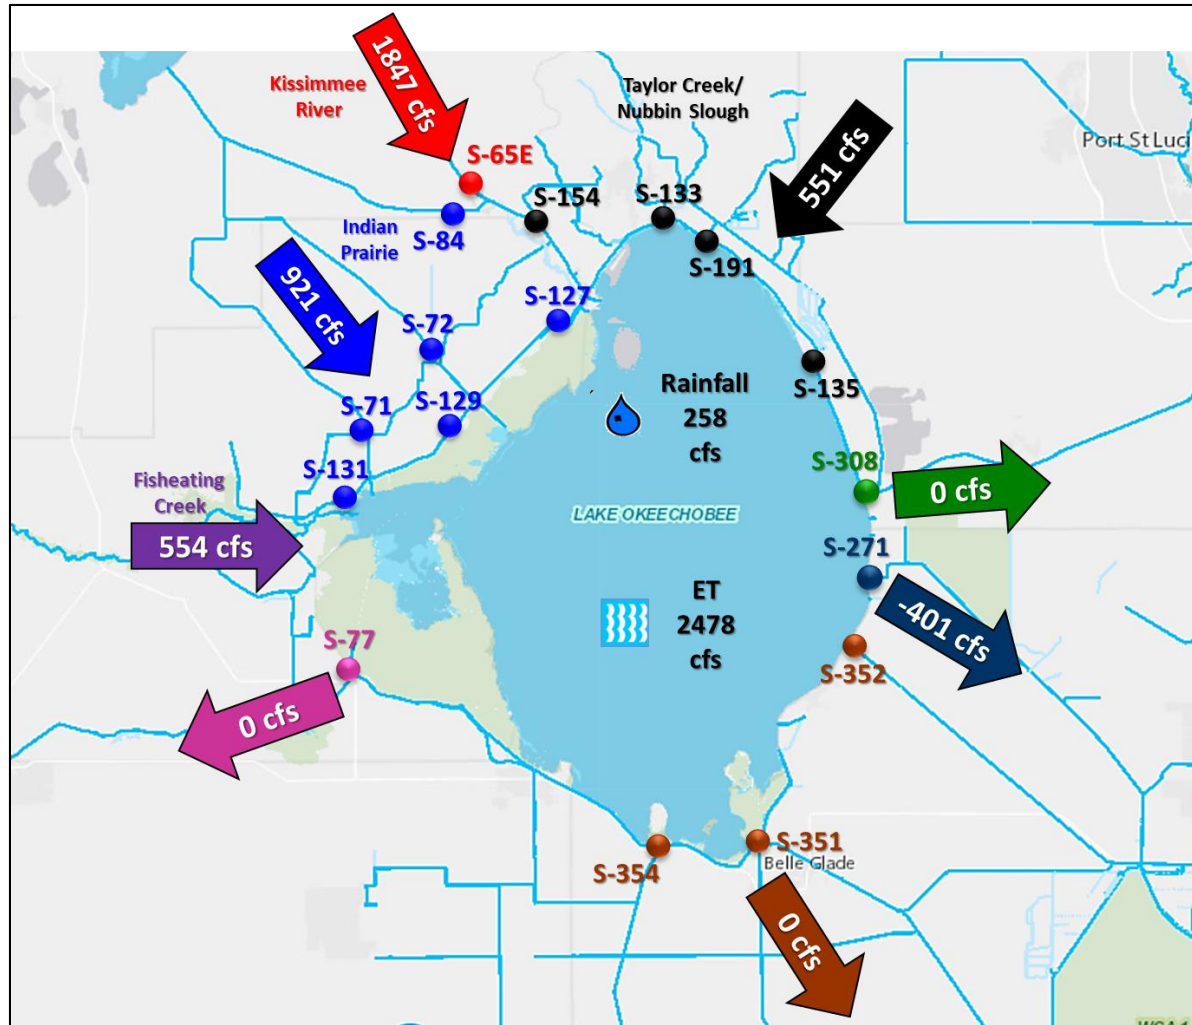 1847 cfs
Kissimmee
River
Taylor Creek/
Nubbin Slough
551 cfs
Port St Luci
S-65E
S-154
S-133
S-84
Indian
Prairie
S-191
921 cfs
S-127
S-72
S-135
Rainfall
258
cfs
S-71
S-129
S-131
S-308
Fisheating
Creek
0 cfs
LAKE OKEECHOBEE
554 cfs
S-271
ET
2478
cfs
-401 cfs
S-77
S-352
0 cfs
S-351
Belle Glade
S-354
0 cfs
WCA 1